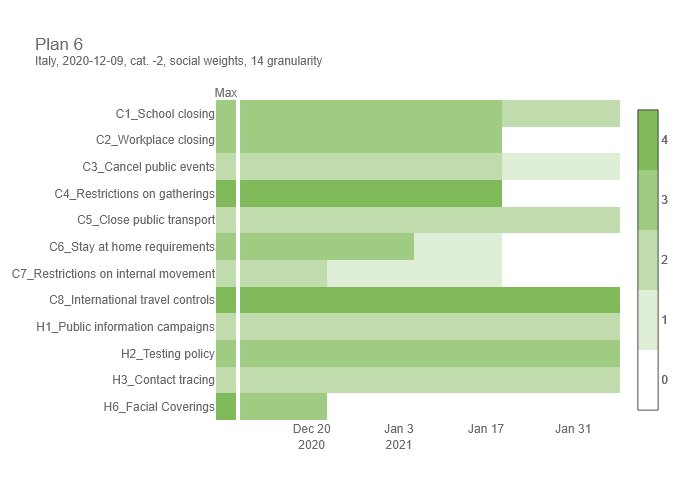 Plan 6
Italy, 2020-12-09, cat. -2, social weights, 14 granularity
Max
C1_School closing
C2_Workplace closing
C3_Cancel public events
C4_Restrictions on gatherings
C5_Close public transport
C6_Stay at home requirements
C7_Restrictions on internal movement
C8_International travel controls
H1_Public information campaigns
H2_Testing policy
H3_Contact tracing
H6_Facial Coverings
Dec 20 Jan 3 Jan 17 Jan 31
2020 2021
4
3
2
1
0